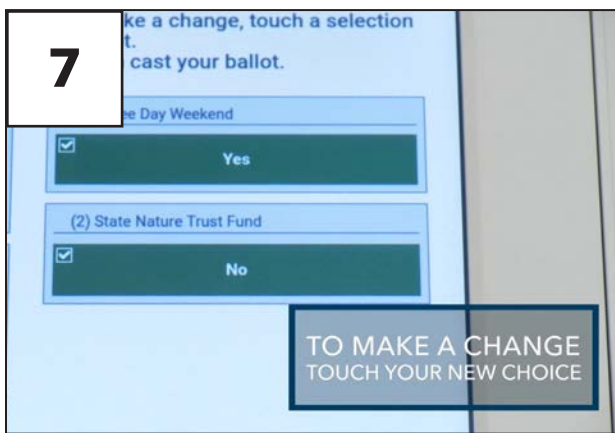 7
ke a change, touch a selection
t.
cast your ballot.
ee Day Weekend
Yes
(2) State Nature Trust Fund
No
TO MAKE A CHANGE
TOUCH YOUR NEW CHOICE